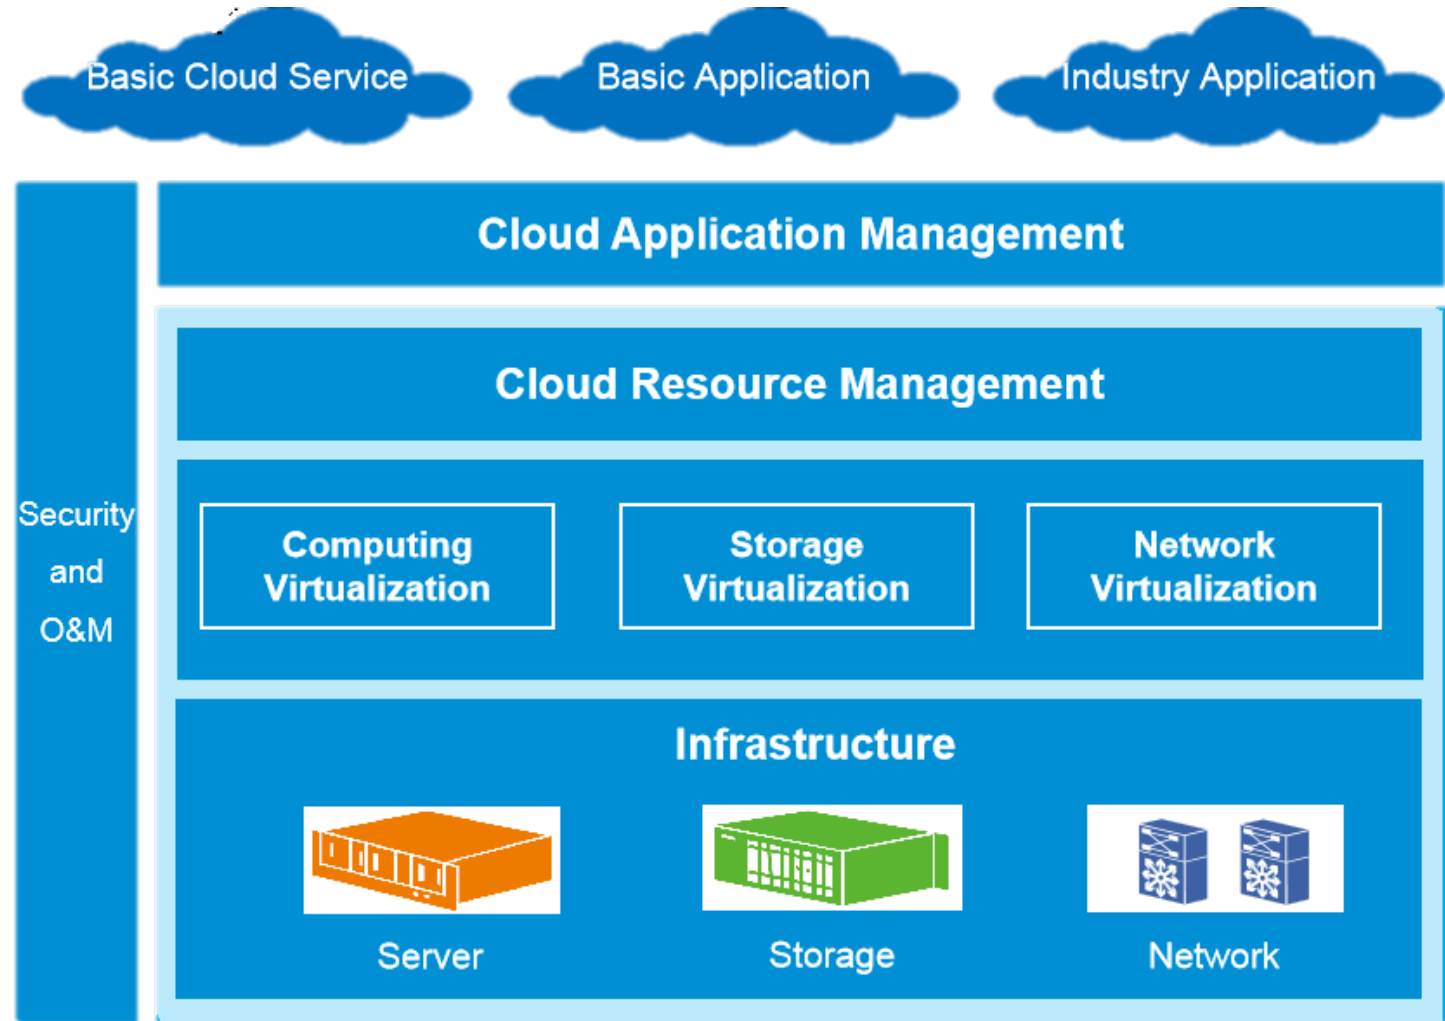 Basic Cloud Service
Basic Application
Industry Application
Cloud Application Management
Cloud Resource Management
Security
and
O&M
Computing
Virtualization
Storage
Virtualization
Network
Virtualization
Infrastructure
Server
Storage
Network